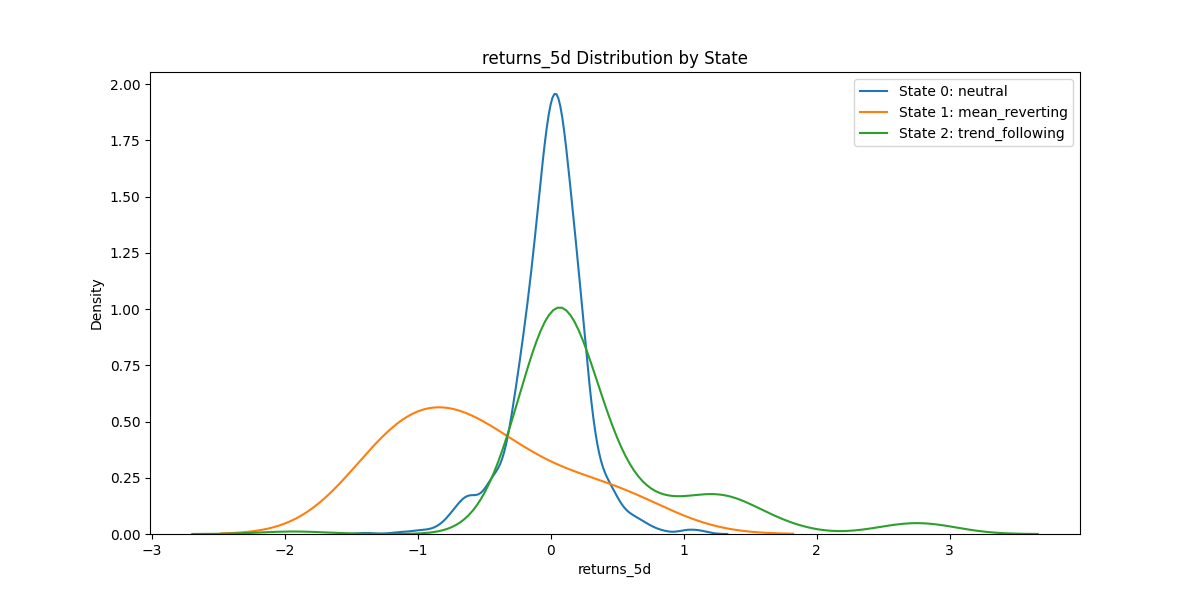 returns_5d Distribution by State
2.00
1.75
1.50
1.25
1.00
0.75
0.50
0.25
0.00
Density
State 0: neutral
State 1: mean_reverting
State 2: trend_following
−3 −2 −1 0 1 2 3
returns_5d